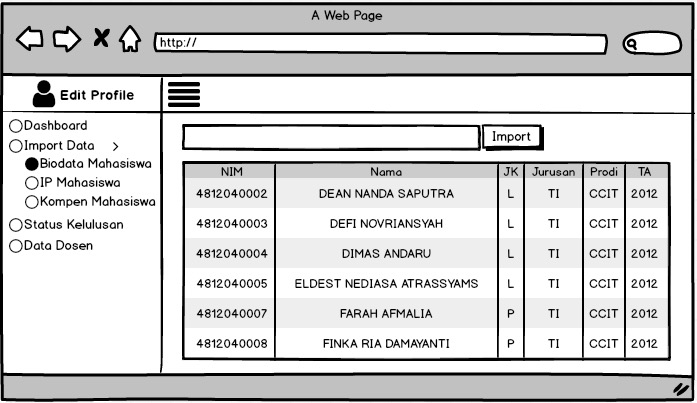 A Web Page
http://
Edit Profile
Dashboard
Import Data >
Biodata Mahasiswa
IP Mahasiswa
Kompen Mahasiswa
Status Kelulusan
Data Dosen
Import
NIM Nama JK Jurusan Prodi TA
4812040002 DEAN NANDA SAPUTRA L TI CCIT 2012
4812040003 DEFI NOVRIANSYAH L TI CCIT 2012
4812040004 DIMAS ANDARU L TI CCIT 2012
4812040005 ELDEST NEDIASA ATRASSYAMS L TI CCIT 2012
4812040007 FARAH AFMALIA P TI CCIT 2012
4812040008 FINKA RIA DAMAYANTI P TI CCIT 2012